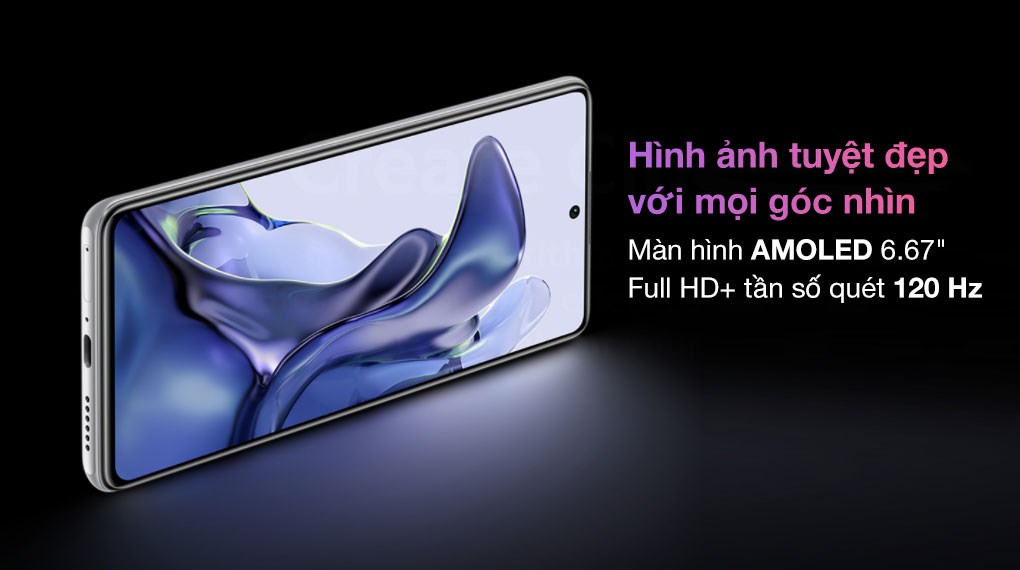 Hình ảnh tuyệt đẹp
với mọi góc nhìn
Màn hình AMOLED 6.67"
Full HD+ tần số quét 120 Hz